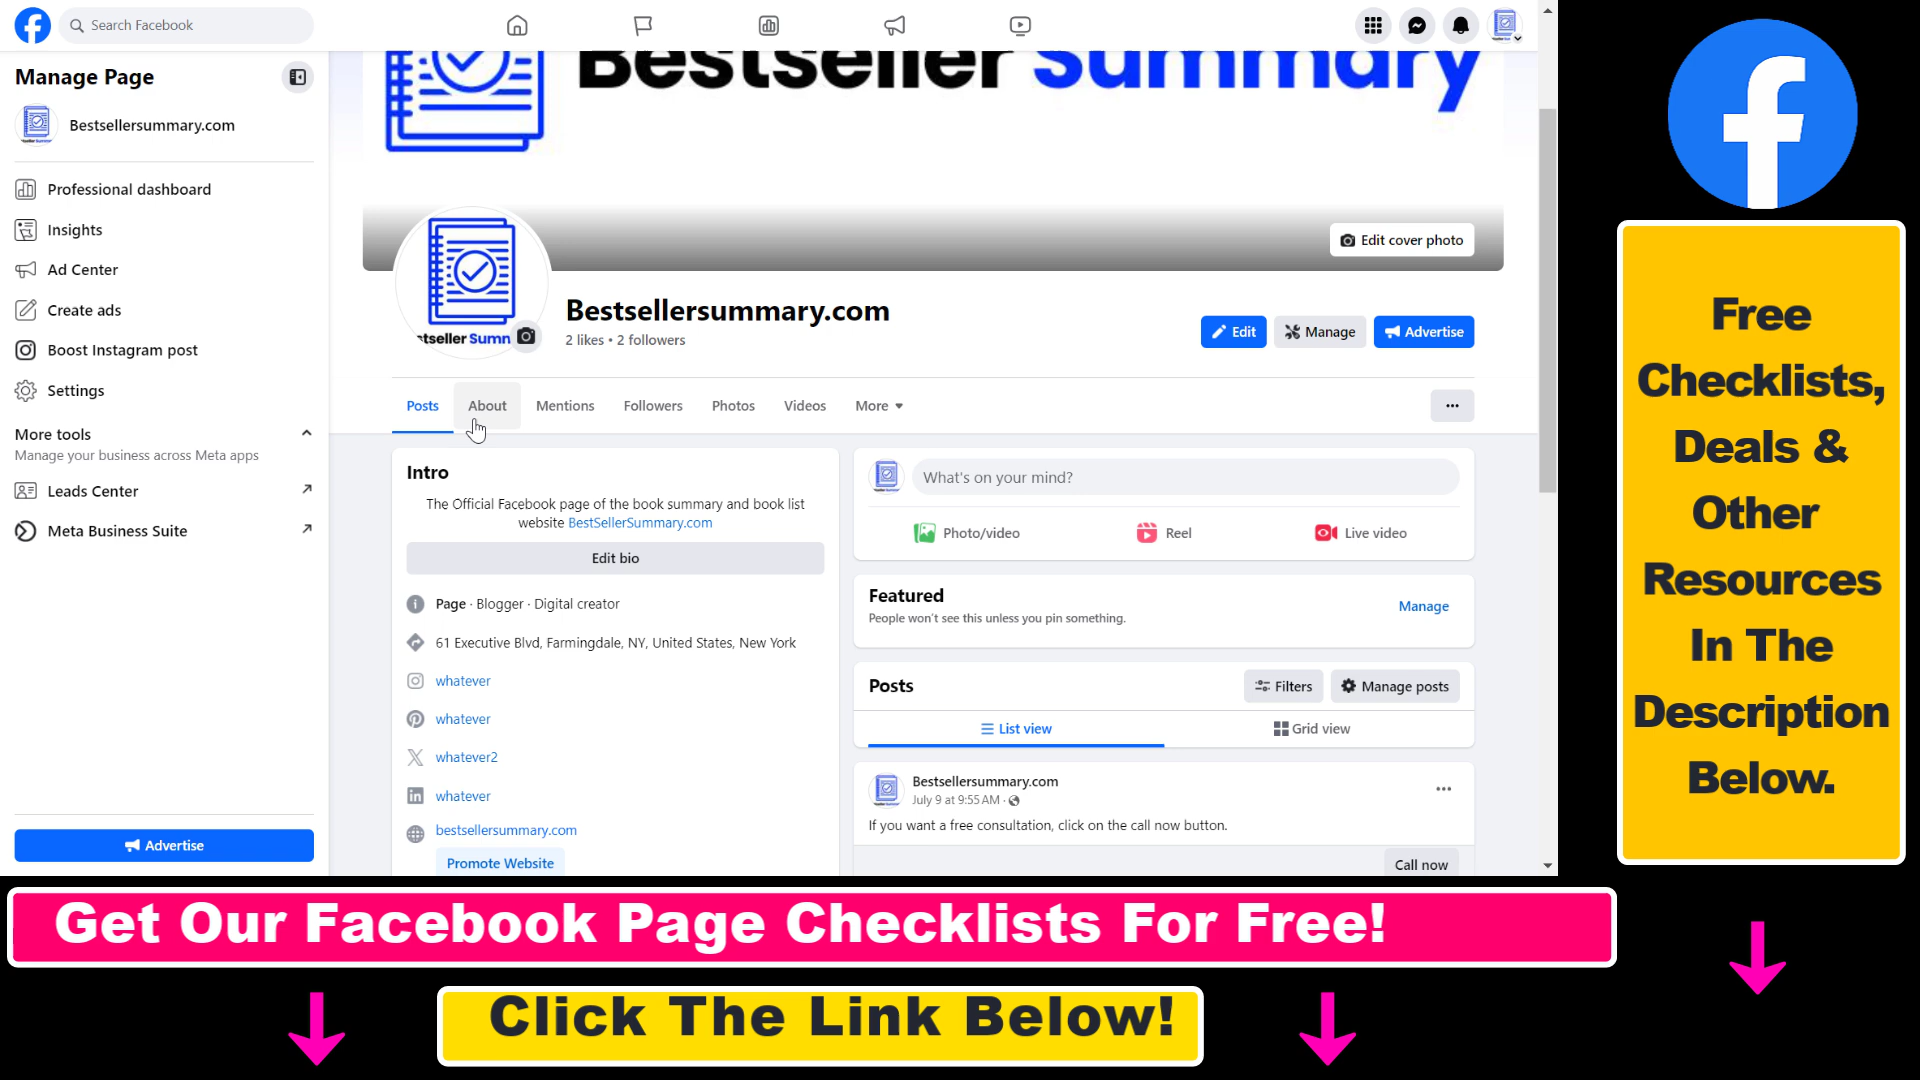 Search Facebook
Bestseller Summary
Manage Page
Bestsellersummary.com
Professional dashboard
Insights
Ad Center
Create ads
Boost Instagram post
Settings
More tools
Manage your business across Meta apps
Leads Center
Meta Business Suite
Advertise
Edit cover photo
tseller Summ
Bestsellersummary.com
2 likes • 2 followers
Edit
Manage
Advertise
Posts
About
Mentions
Followers
Photos
Videos
More
Intro
The Official Facebook page of the book summary and book list
website BestSellerSummary.com
Edit bio
Page · Blogger · Digital creator
61 Executive Blvd, Farmingdale, NY, United States, New York
whatever
whatever
whatever2
whatever
bestsellersummary.com
Promote Website
What's on your mind?
Photo/video
Reel
Live video
Featured
People won't see this unless you pin something.
Manage
Posts
Filters
Manage posts
List view
Grid view
Bestsellersummary.com
July 9 at 9:55 AM ·
If you want a free consultation, click on the call now button.
Call now
Free
Checklists,
Deals &
Other
Resources
In The
Description
Below.
Get Our Facebook Page Checklists For Free!
Click The Link Below!